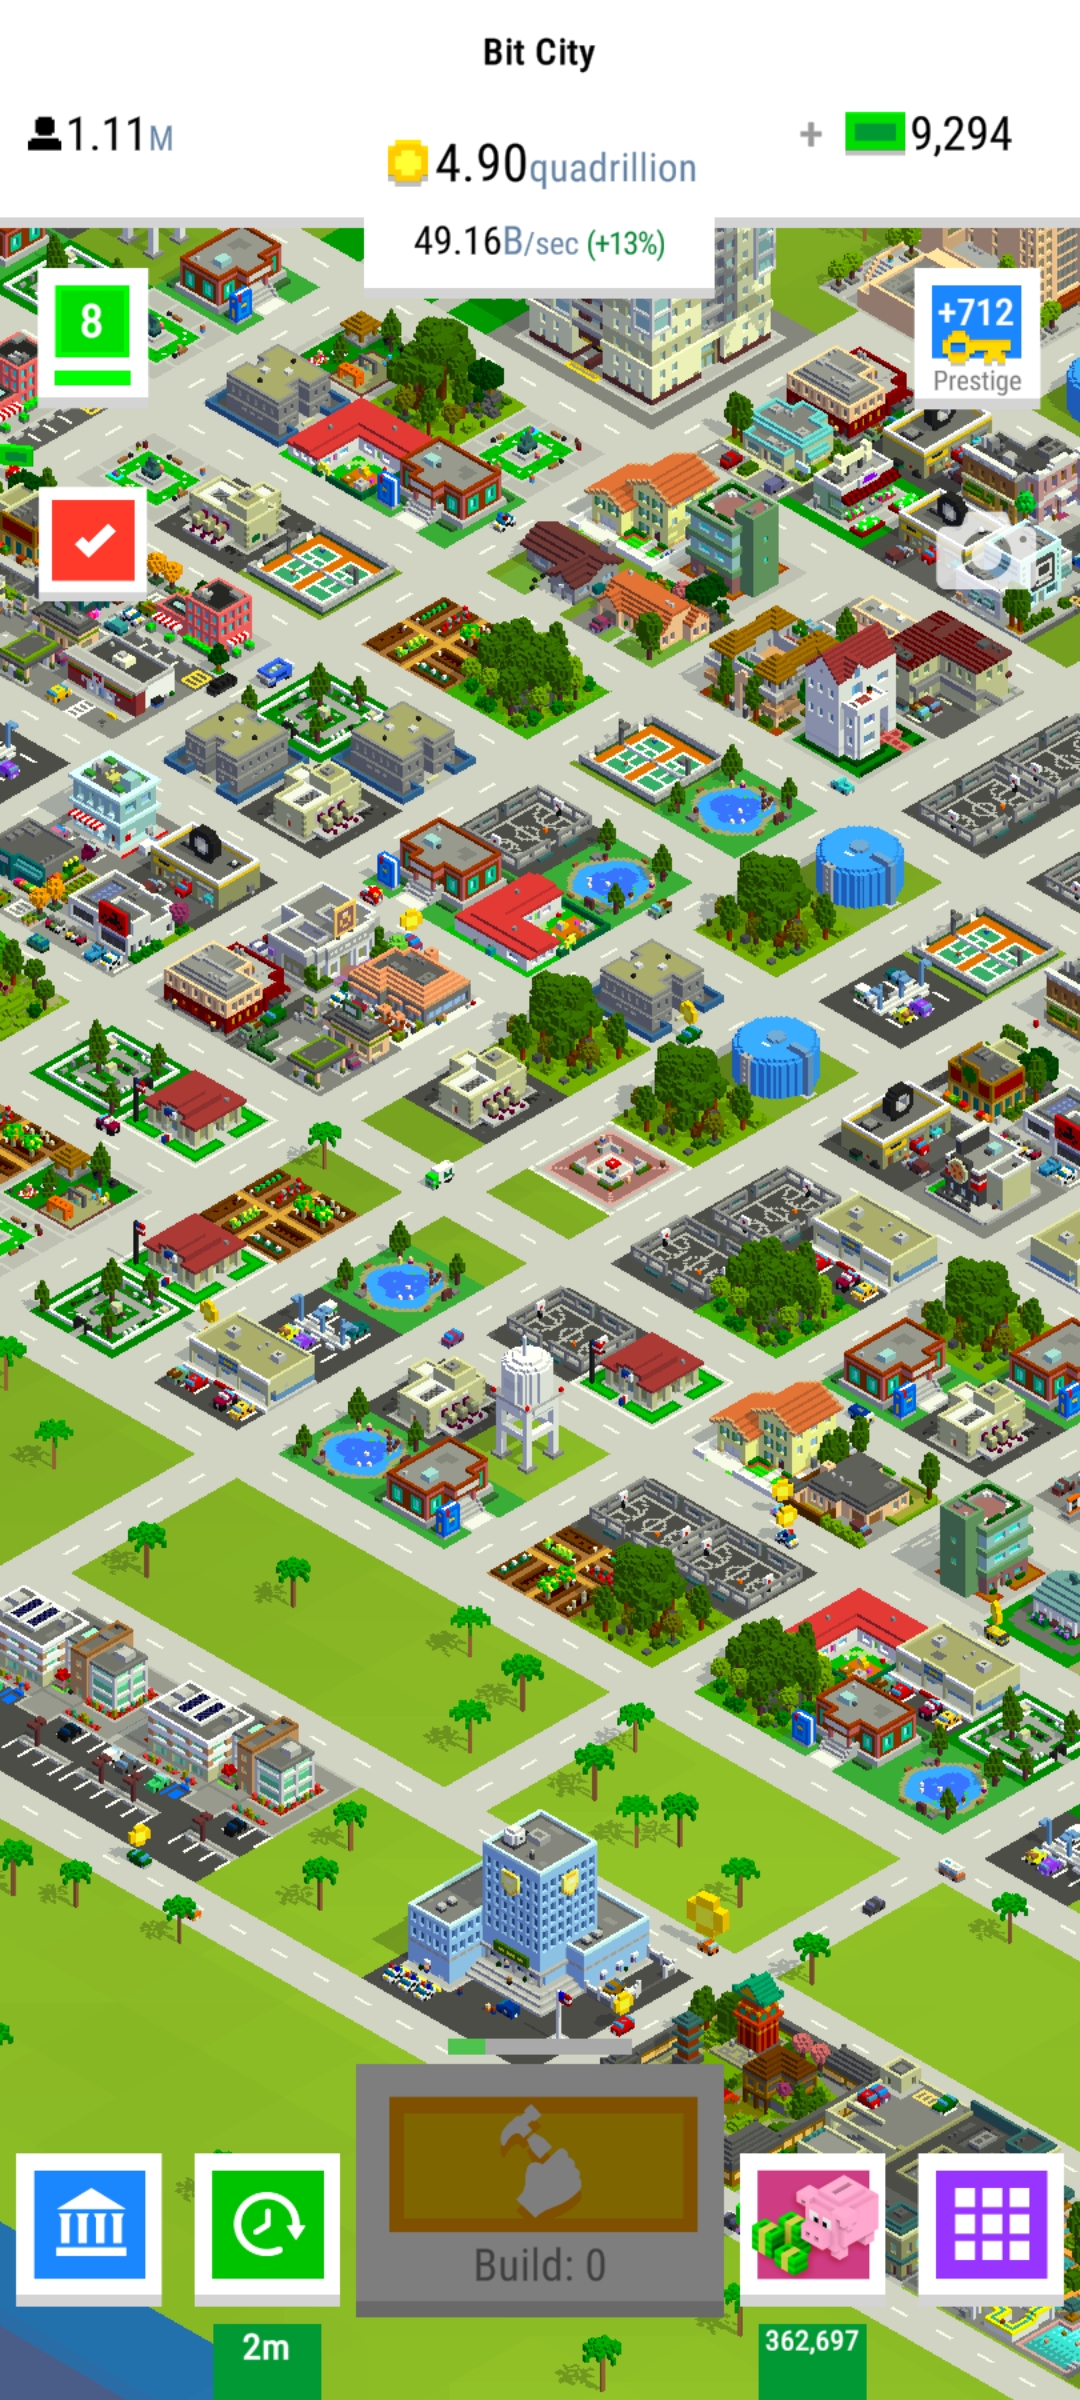 Bit City
1.11M
4.90quadrillion
+ 9,294
49.16B/sec (+13%)
8
+712
Prestige
Build: 0
2m
362,697